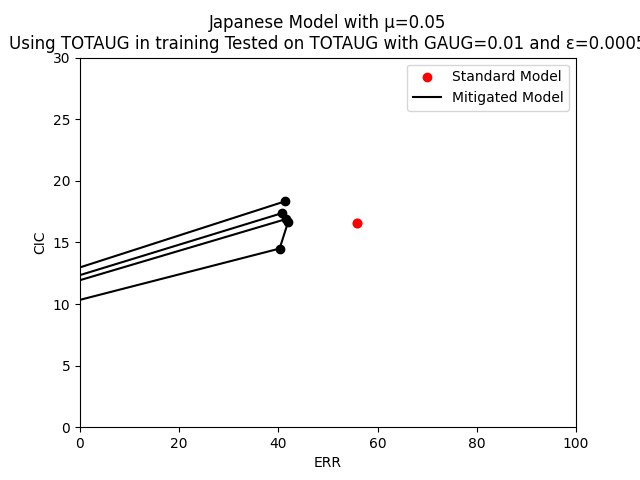 Japanese Model with μ=0.05
Using TOTAUG in training Tested on TOTAUG with GAUG=0.01 and ε=0.0005
30
25
20
15
10
5
0
CIC
Standard Model
Mitigated Model
0 20 40 60 80 100
ERR